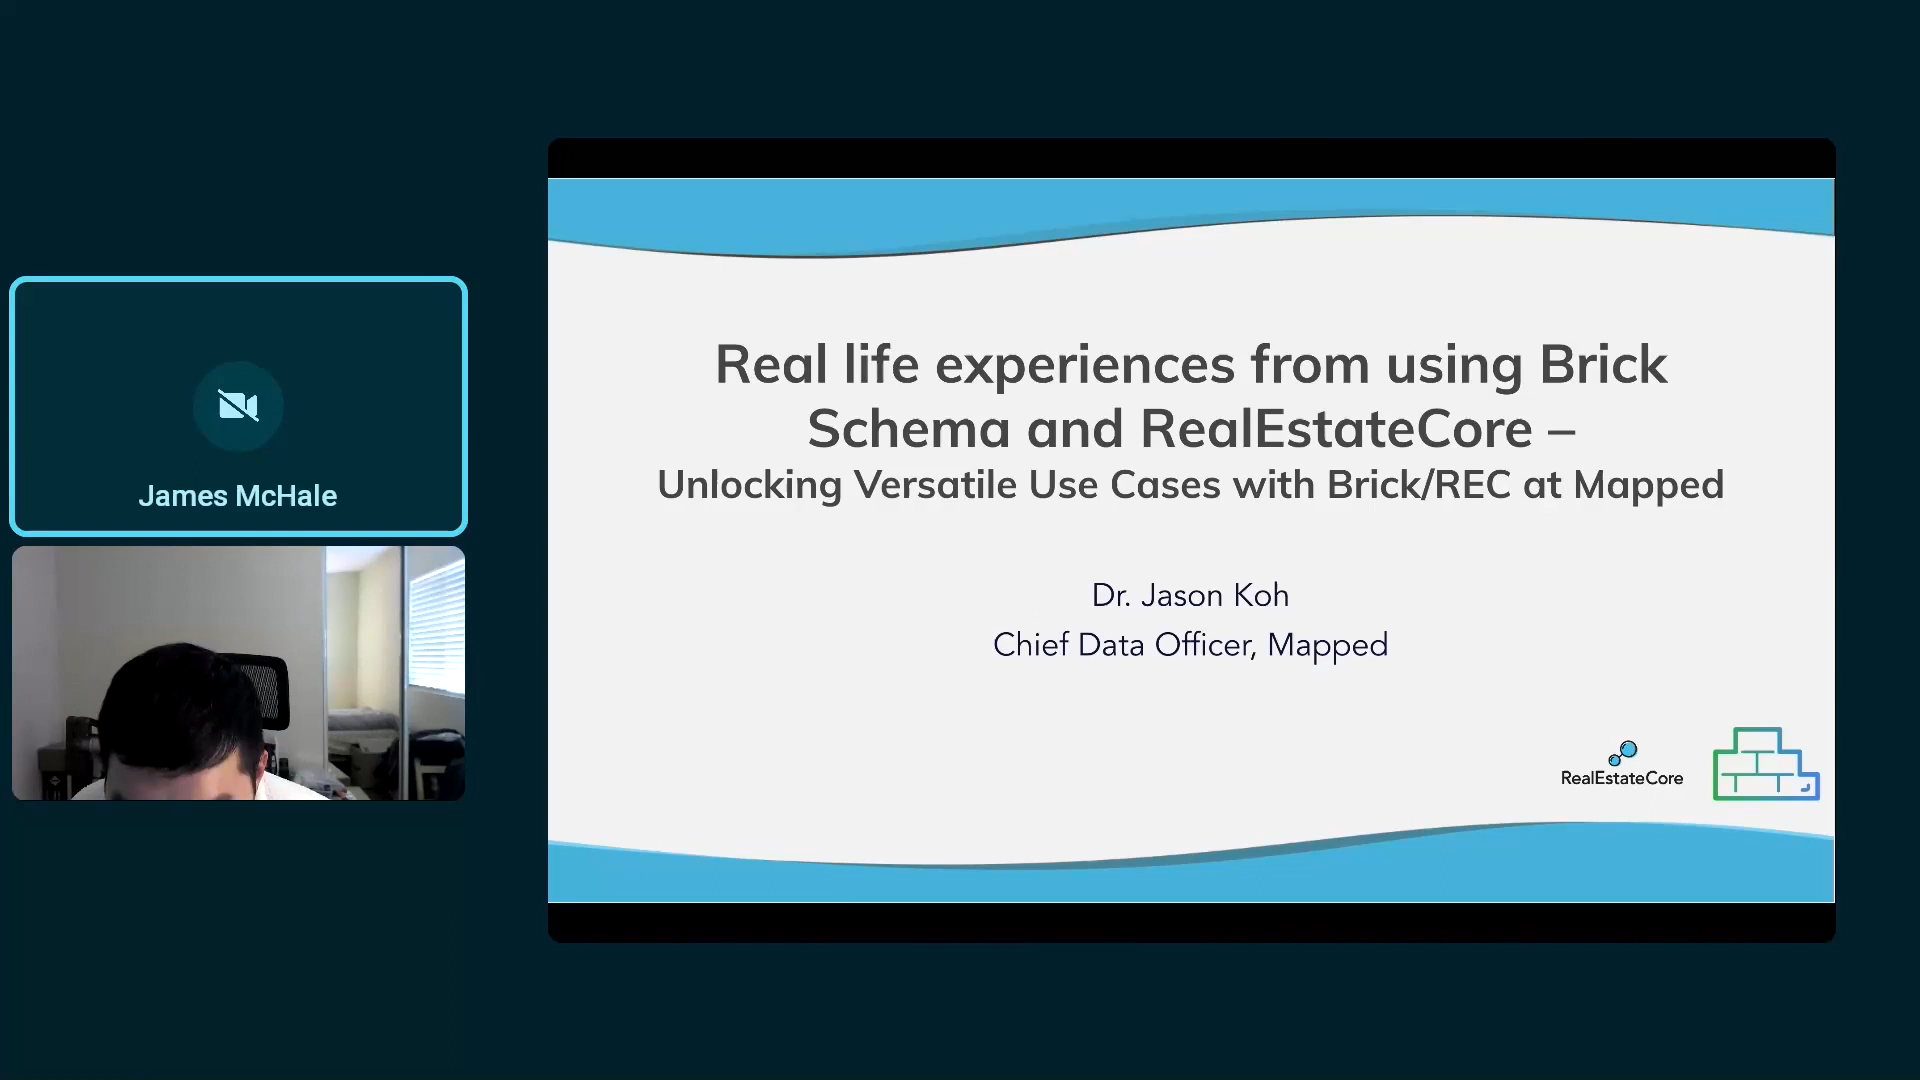 James McHale
Real life experiences from using Brick
Schema and RealEstateCore –
Unlocking Versatile Use Cases with Brick/REC at Mapped
Dr. Jason Koh
Chief Data Officer, Mapped
RealEstateCore